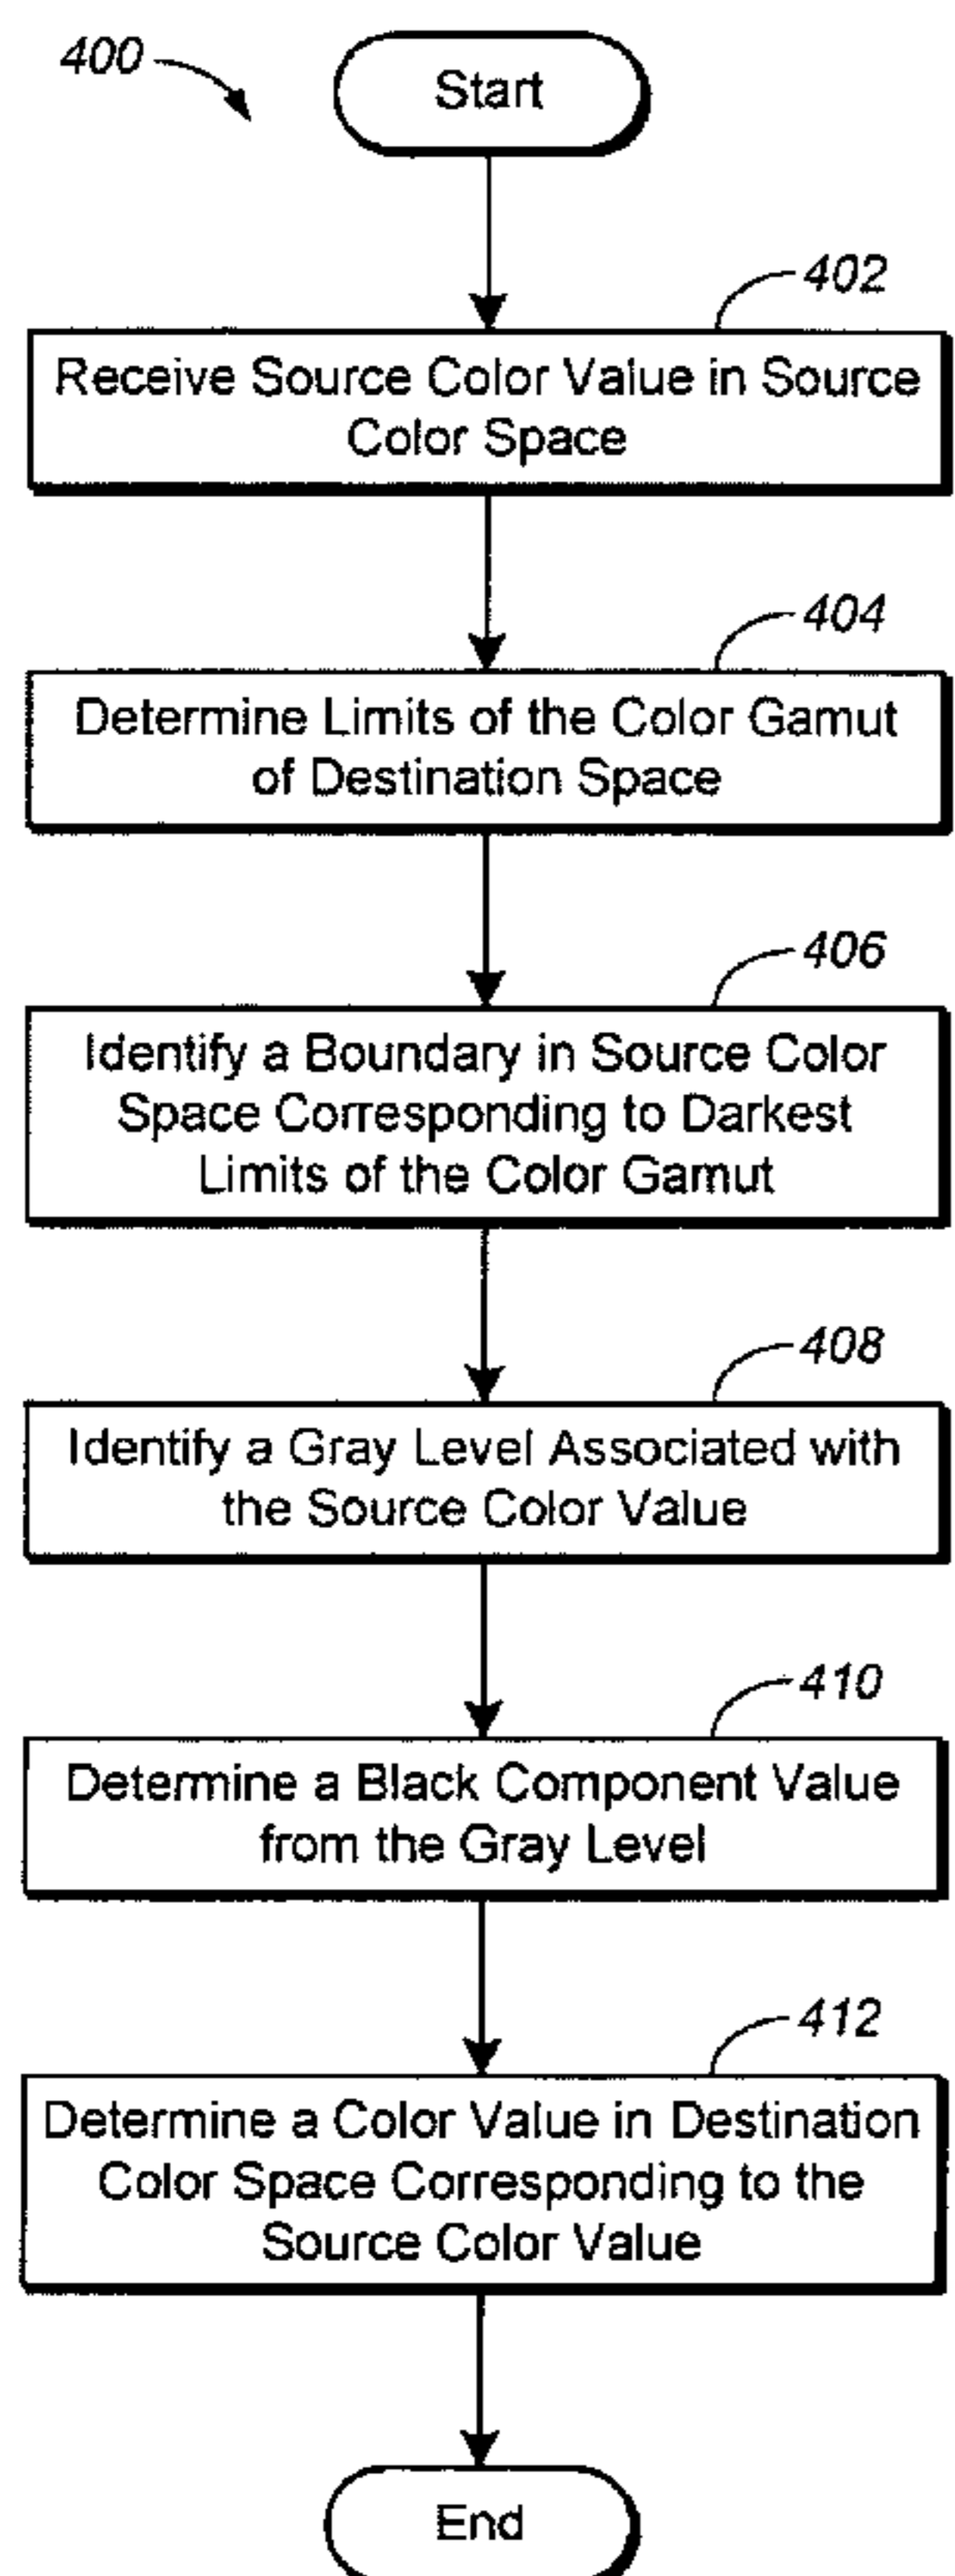 400
Start
402
Receive Source Color Value in Source
Color Space
404
Determine Limits of the Color Gamut
of Destination Space
406
Identify a Boundary in Source Color
Space Corresponding to Darkest
Limits of the Color Gamut
408
Identify a Gray Level Associated with
the Source Color Value
410
Determine a Black Component Value
from the Gray Level
412
Determine a Color Value in Destination
Color Space Corresponding to the
Source Color Value
End